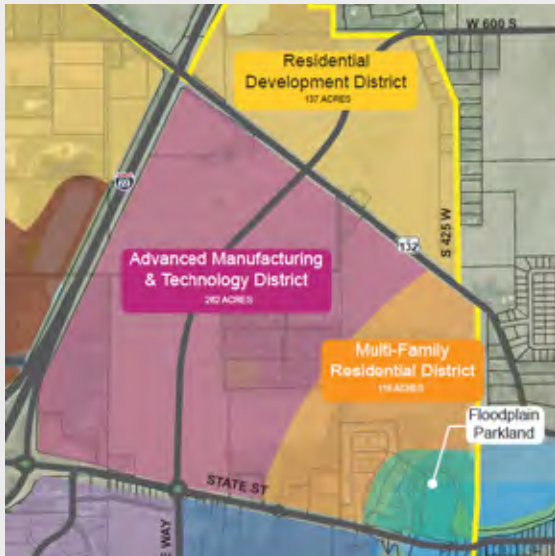 W 600 S
Residential
Development District
137 ACRES
69
S 425 W
132
Advanced Manufacturing
& Technology District
262 ACRES
Multi-Family
Residential District
ACRES
Floodplain
Parkland
STATE ST
E WAY